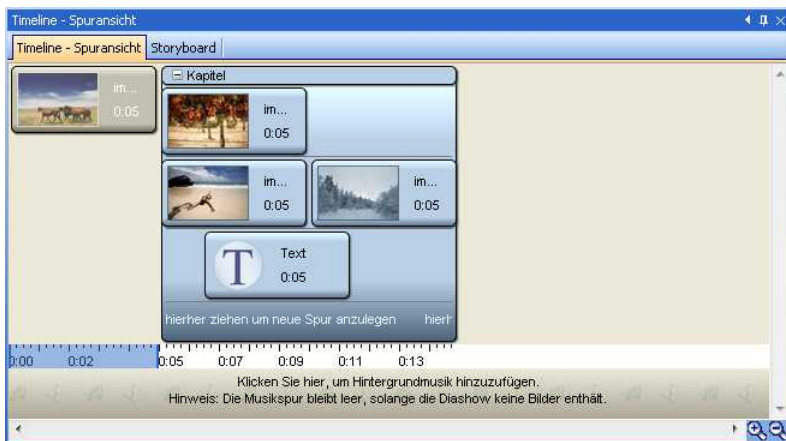 Timeline - Spuransicht
Timeline - Spuransicht Storyboard
im...
0:05
Kapitel
im...
0:05
im...
0:05
im...
0:05
T
Text
0:05
hierher ziehen um neue Spur anzulegen hierh
0:00 0:02 0:05 0:07 0:09 0:11 0:13
Klicken Sie hier, um Hintergrundmusik hinzuzufügen.
Hinweis: Die Musikspur bleibt leer, solange die Diashow keine Bilder enthält.